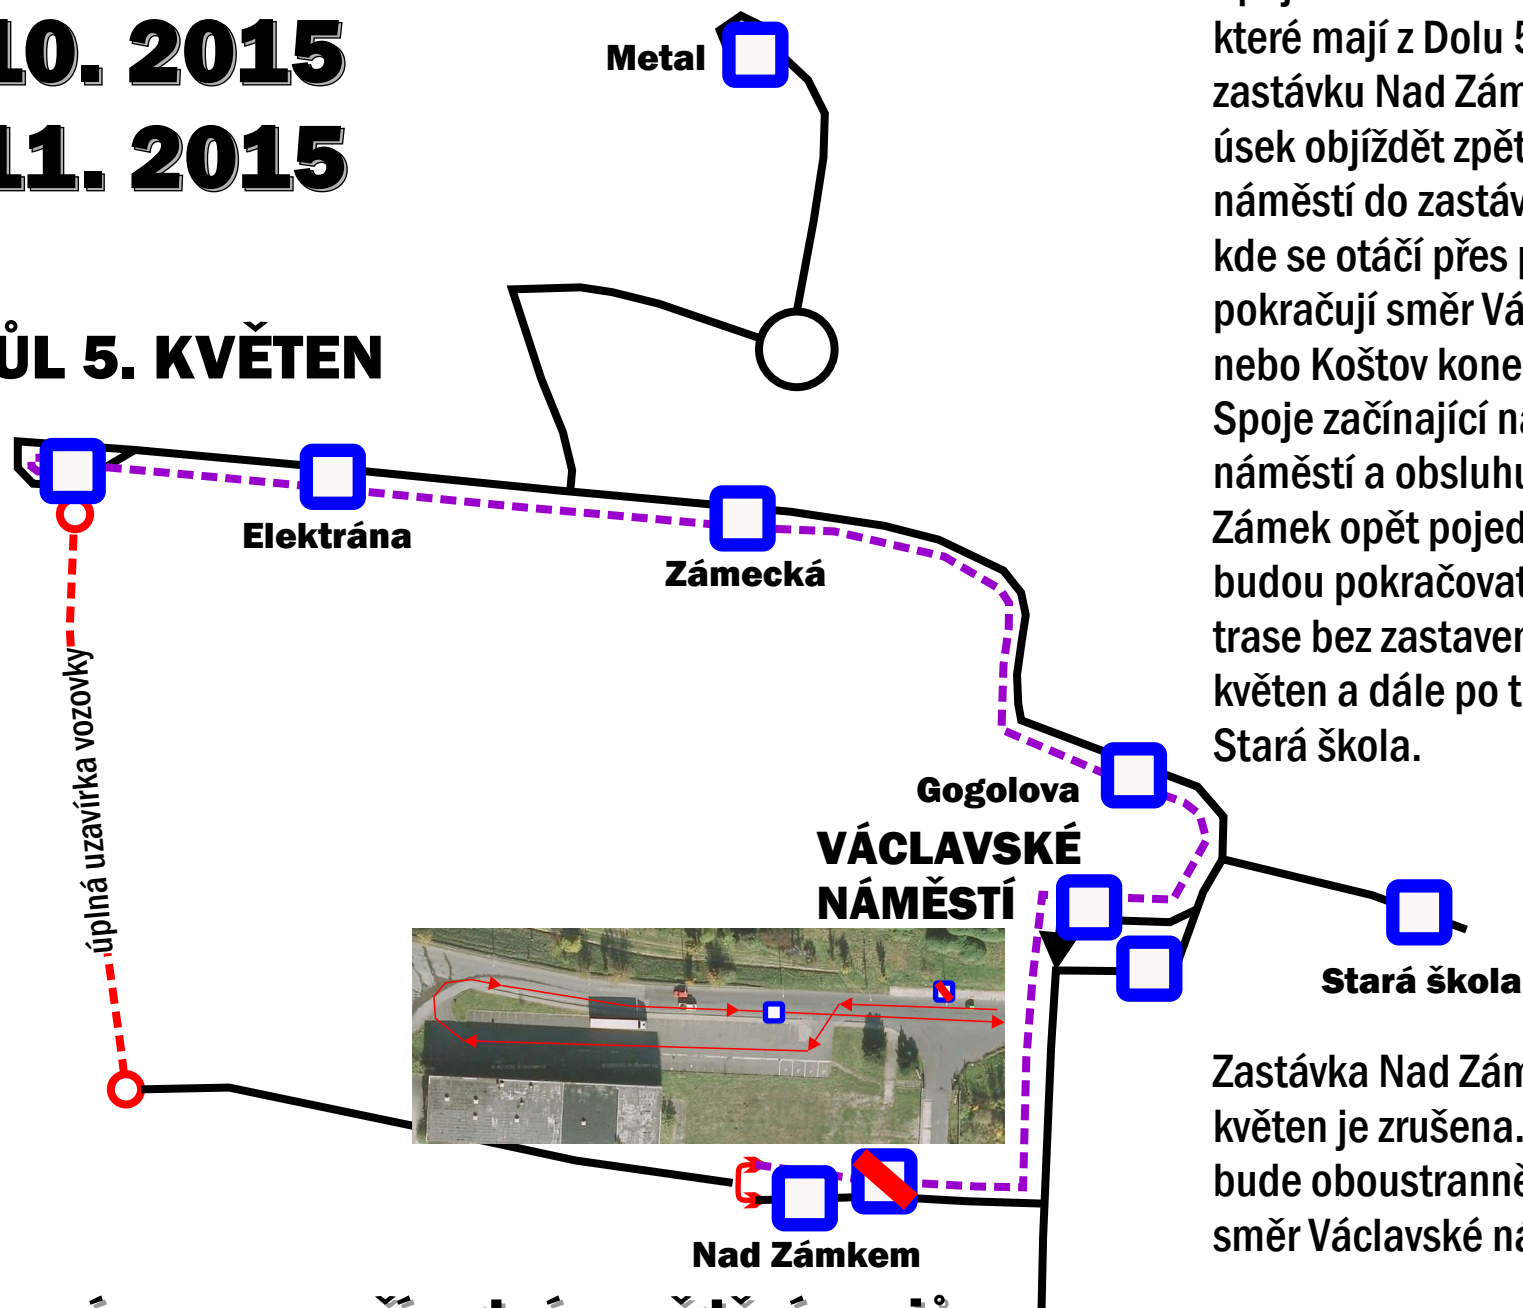 10. 2015
11. 2015
ŮL 5. KVĚTEN
Metal
Elektrána
Zámecká
úplná uzavírka vozovky
Gogolova
VÁCLAVSKÉ
NÁMĚSTÍ
Stará škola
Nad Zámkem
které mají z Dolu 5
zastávku Nad Zám
úsek objíždět zpět
náměstí do zastáv
kde se otáčí přes p
pokračují směr Vá
nebo Koštov kone
Spoje začínající na
náměstí a obsluhu
Zámek opět pojed
budou pokračovat
trase bez zastaven
květen a dále po t
Stará škola.
Zastávka Nad Zám
květen je zrušena.
bude oboustranně
směr Václavské ná